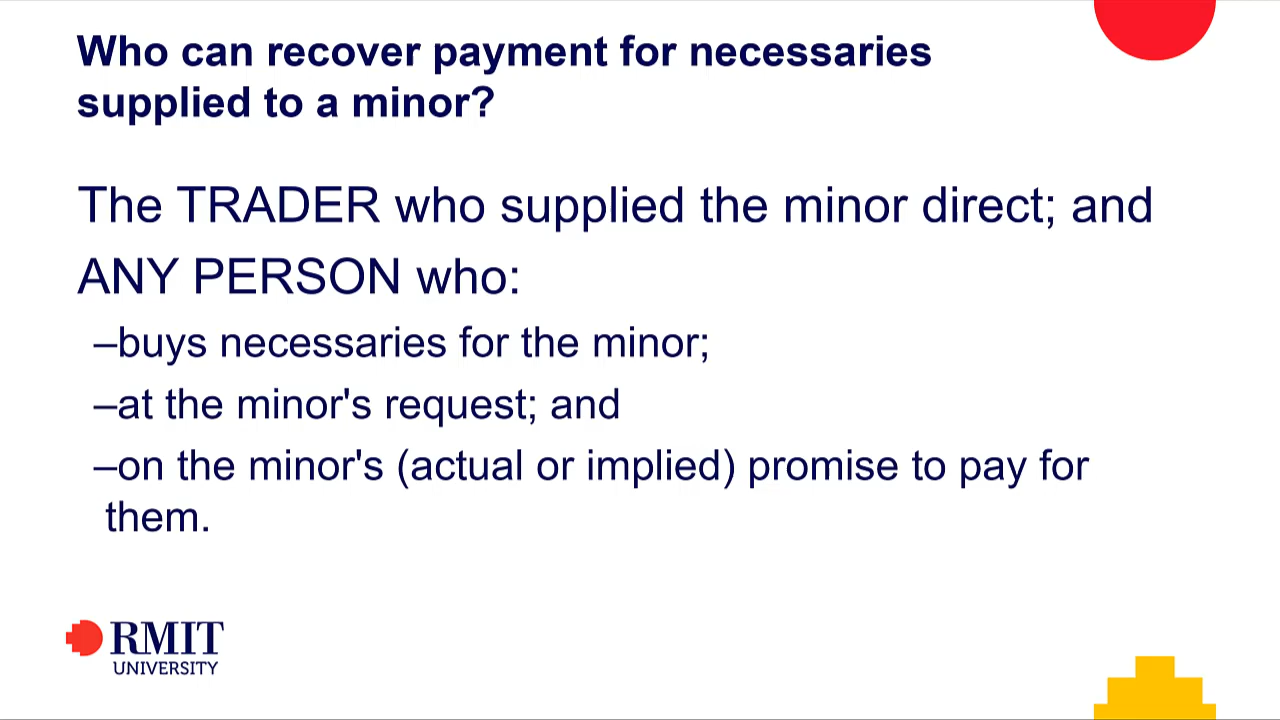 Who can recover payment for necessaries
supplied to a minor?
The TRADER who supplied the minor direct; and
ANY PERSON who:
–buys necessaries for the minor;
–at the minor's request; and
–on the minor's (actual or implied) promise to pay for
them.
RMIT
UNIVERSITY